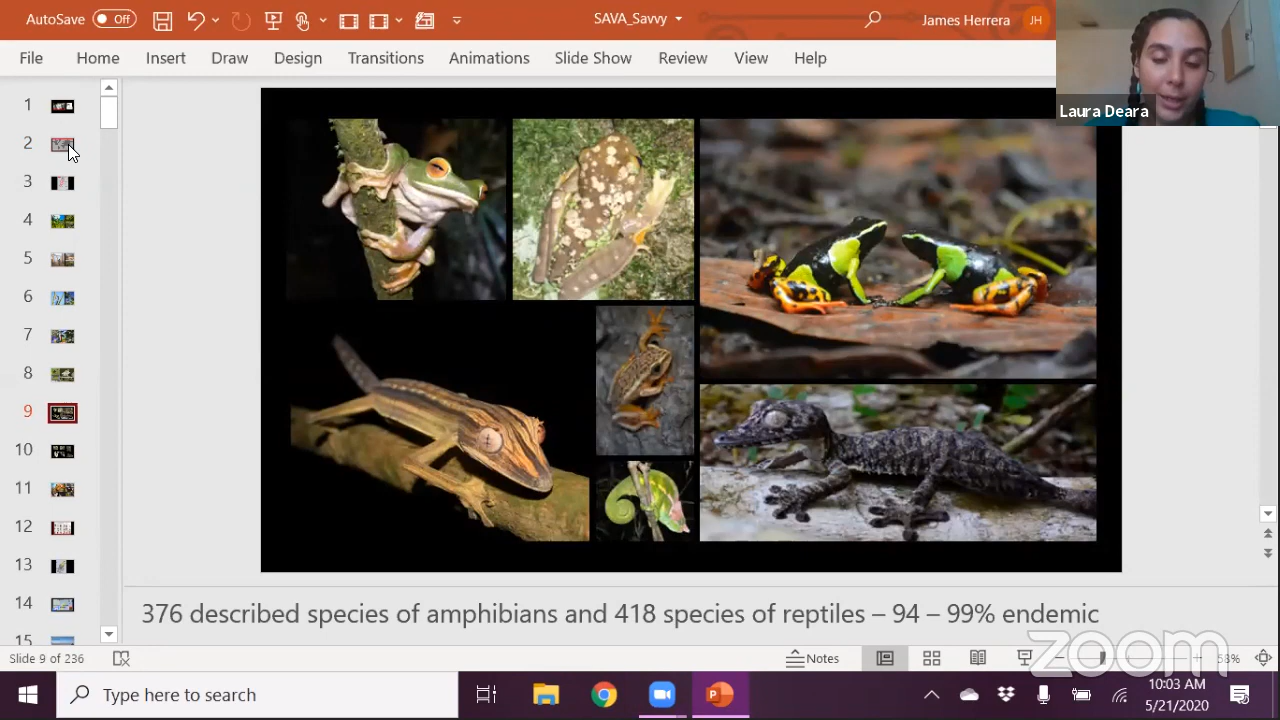 AutoSave Off SAVA_Savvy James Herrera JH
File Home Insert Draw Design Transitions Animations Slide Show Review View Help
Laura Deara
1
2
3
4
5
6
7
8
9
10
11
12
13
14
15
376 described species of amphibians and 418 species of reptiles – 94 – 99% endemic
zoom
Slide 9 of 236 Notes 58%
Type here to search
10:03 AM
5/21/2020